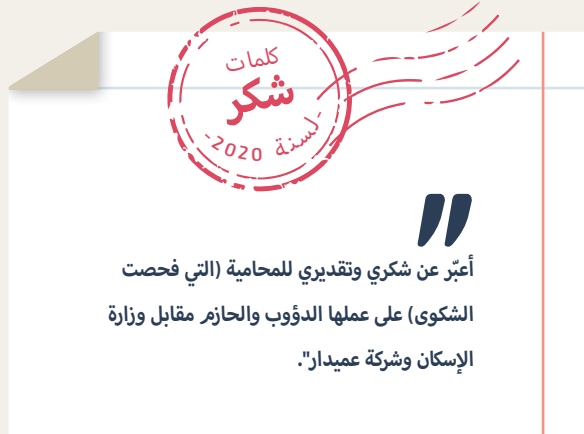 كلمات
شكر
-لسنة 2020-
أعبّر عن شكري وتقديري للمحامية (التي فحصت
الشكوى) على عملها الدؤوب والحازم مقابل وزارة
الإسكان وشركة عميدار".